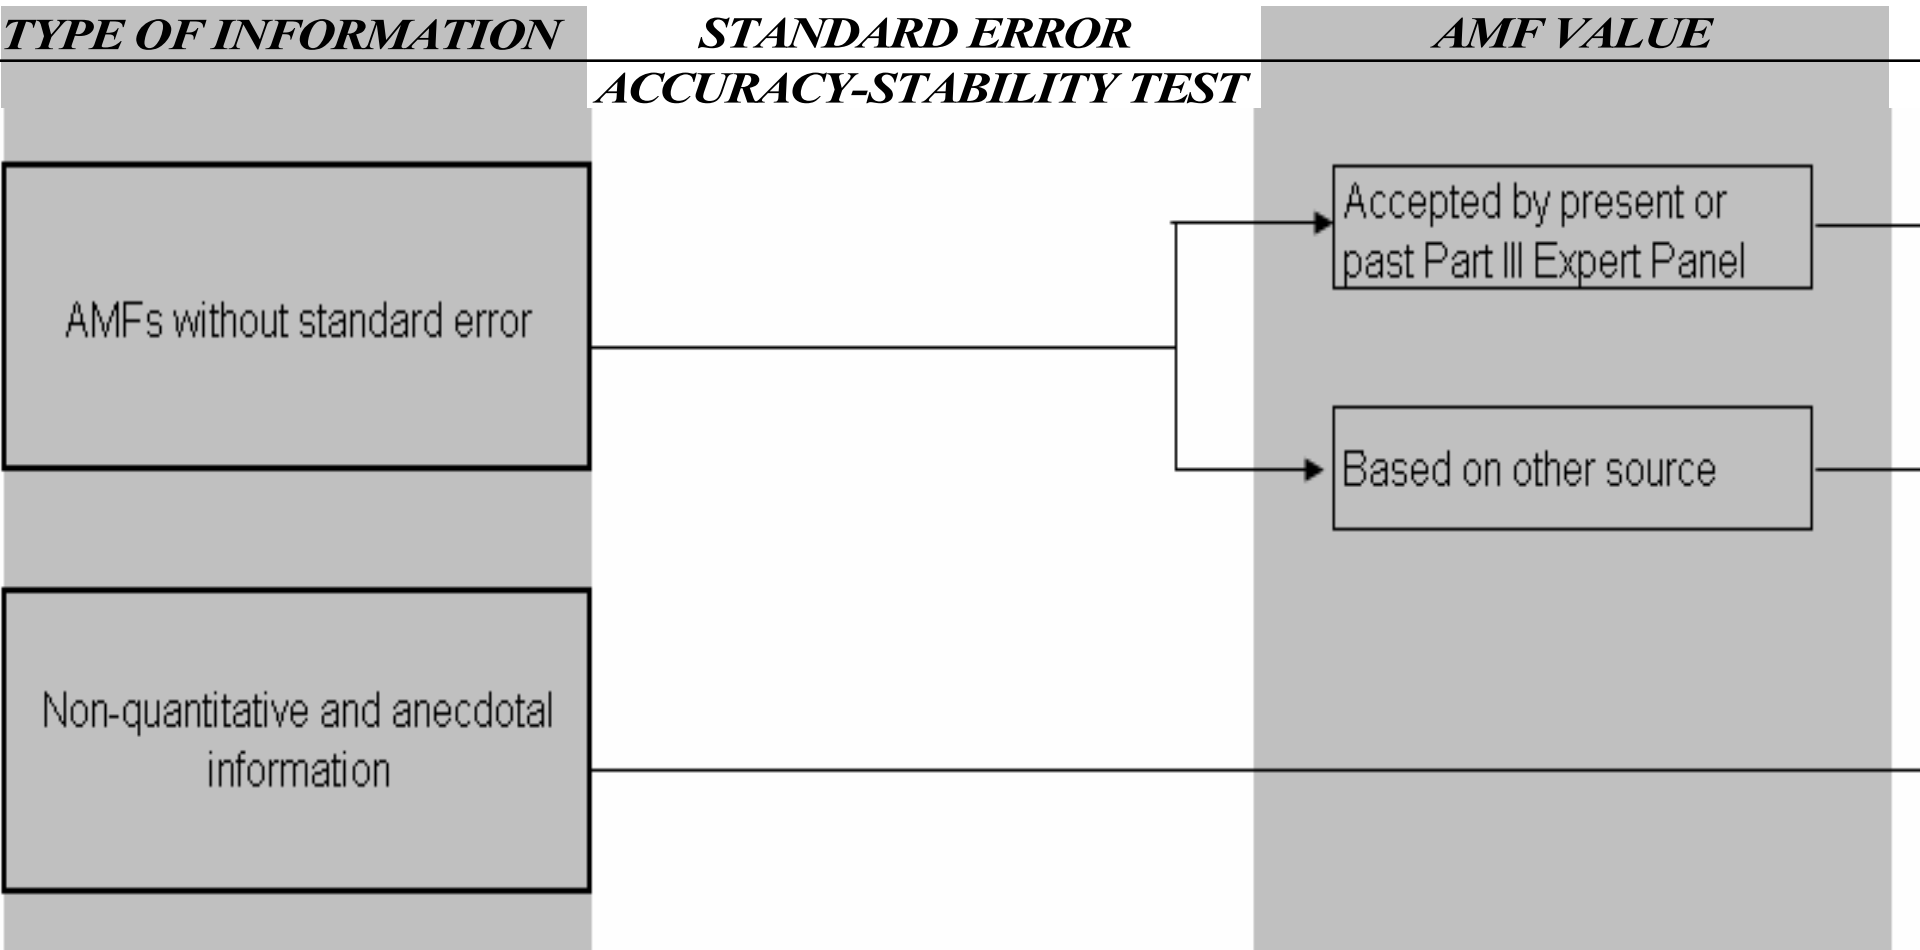 TYPE OF INFORMATION
STANDARD ERROR
AMF VALUE
ACCURACY-STABILITY TEST
AMFs without standard error
Accepted by present or
past Part III Expert Panel
Based on other source
Non-quantitative and anecdotal
information